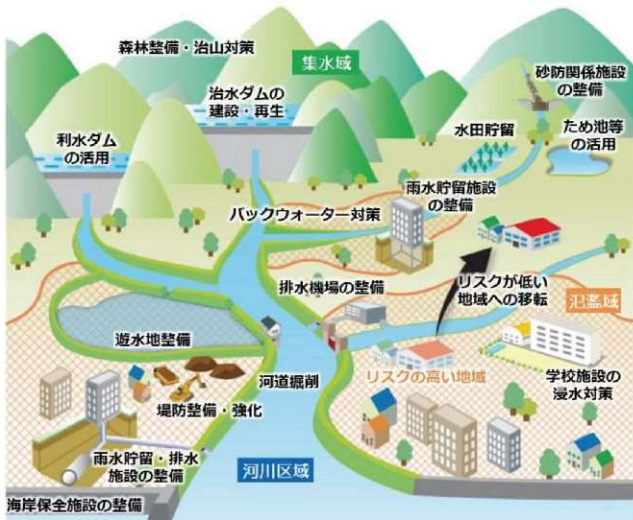 森林整備・治山対策
集水域
砂防関係施設
の整備
治水ダムの
建設・再生
水田貯留
ため池等
の活用
利水ダム
の活用
雨水貯留施設
の整備
バックウォーター対策
排水機場の整備
リスクが低い
地域への移転
氾濫域
遊水地整備
河道掘削
リスクの高い地域
学校施設の
浸水対策
堤防整備・強化
雨水貯留・排水
施設の整備
河川区域
海岸保全施設の整備